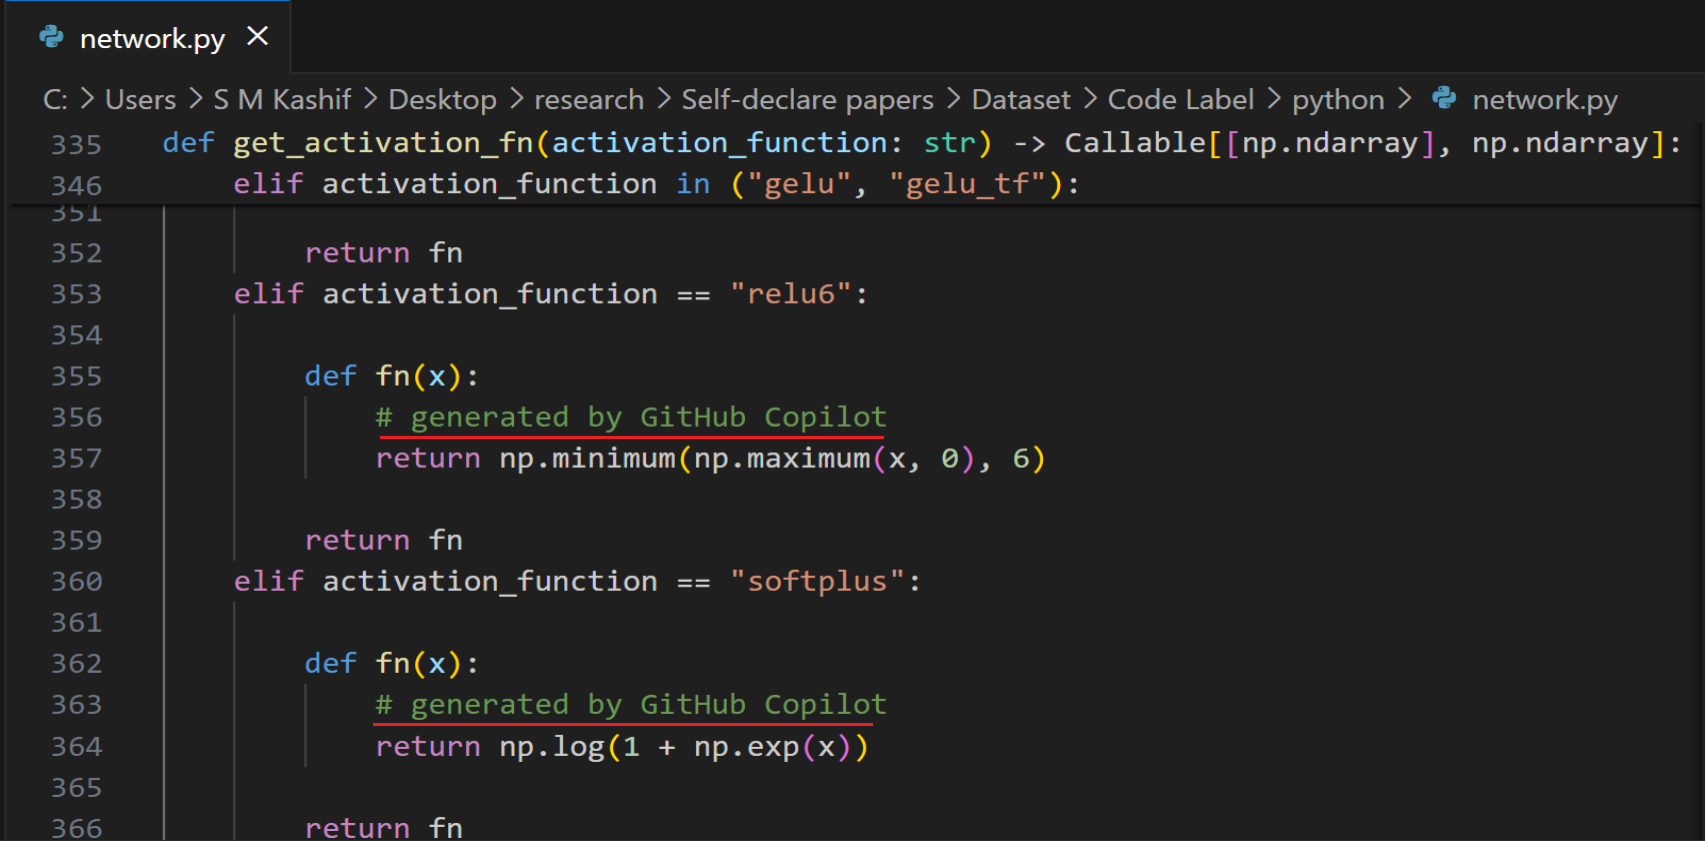 network.py ×
C: > Users > S M Kashif > Desktop > research > Self-declare papers > Dataset > Code Label > python > network.py
335 def get_activation_fn(activation_function: str) -> Callable[[np.ndarray], np.ndarray]:
346 elif activation_function in ("gelu", "gelu_tf"):
351
352 return fn
353 elif activation_function == "relu6":
354
355 def fn(x):
356 # generated by GitHub Copilot
357 return np.minimum(np.maximum(x, 0), 6)
358
359 return fn
360 elif activation_function == "softplus":
361
362 def fn(x):
363 # generated by GitHub Copilot
364 return np.log(1 + np.exp(x))
365
366 return fn